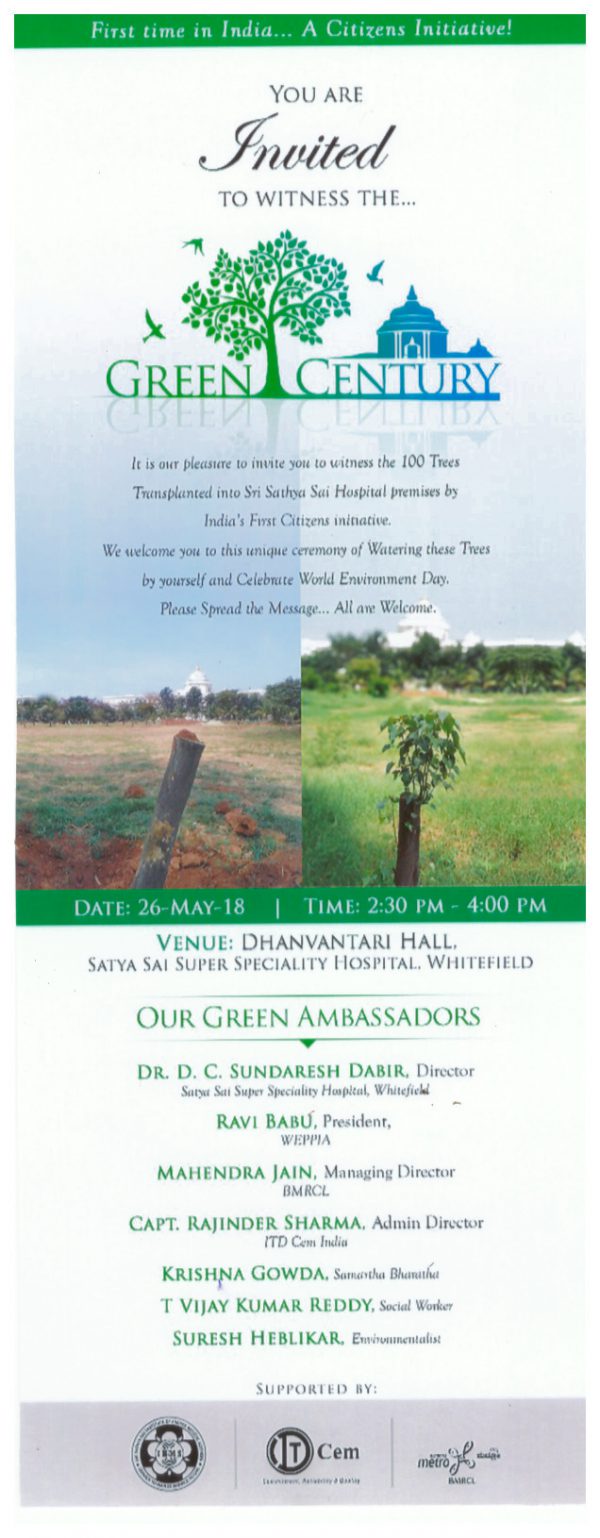 First time in India... A Citizens Initiative!
YOU ARE
Invited
TO WITNESS THE...
GREEN CENTURY
It is our pleasure to invite you to witness the 100 Trees
Transplanted into Sri Sathya Sai Hospital premises by
India's First Citizens initiative.
We welcome you to this unique ceremony of Watering these Trees
by yourself and Celebrate World Environment Day.
Please Spread the Message... All are Welcome.
DATE: 26-MAY-18 | TIME: 2:30 PM - 4:00 PM
VENUE: DHANVANTARI HALL,
SATYA SAI SUPER SPECIALITY HOSPITAL, WHITEFIELD
OUR GREEN AMBASSADORS
DR. D. C. SUNDARESH DABIR, Director
Satya Sai Super Speciality Hospital, Whitefield
RAVI BABU, President,
WEPPIA
MAHENDRA JAIN, Managing Director
BMRCL
CAPT. RAJINDER SHARMA, Admin Director
ITD Cem India
KRISHNA GOWDA, Samartha Bharatha
T VIJAY KUMAR REDDY, Social Worker
SURESH HEBLIKAR, Environmentalist
SUPPORTED BY:
ITD Cem
Commitment, Reliability & Quality
metro
BMRCL